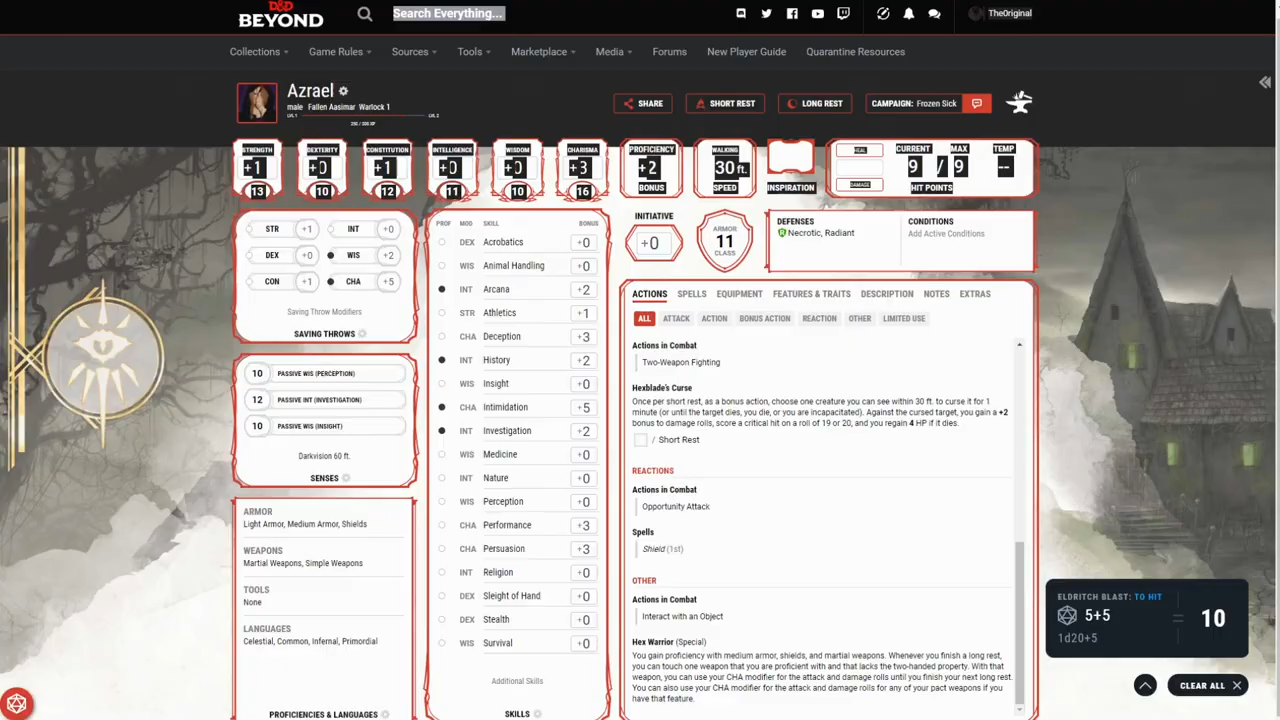 D&D
BEYOND
Search Everything...
TheOriginal
Collections
Game Rules
Sources
Tools
Marketplace
Media
Forums
New Player Guide
Quarantine Resources
Azrael
male Fallen Aasimar Warlock 1
LVL 1
LVL 2
SHARE
SHORT REST
LONG REST
CAMPAIGN: Frozen Sick
STRENGTH
+1
13
DEXTERITY
+0
10
CONSTITUTION
+1
12
INTELLIGENCE
+0
11
WISDOM
+0
10
CHARISMA
+3
16
PROFICIENCY
+2
BONUS
WALKING
30 ft.
SPEED
INSPIRATION
HEAL
DAMAGE
CURRENT
9
/
MAX
9
TEMP
--
HIT POINTS
STR +1
INT +0
DEX +0
WIS +2
CON +1
CHA +5
Saving Throw Modifiers
SAVING THROWS
10 PASSIVE WIS (PERCEPTION)
12 PASSIVE INT (INVESTIGATION)
10 PASSIVE WIS (INSIGHT)
Darkvision 60 ft.
SENSES
ARMOR
Light Armor, Medium Armor, Shields
WEAPONS
Martial Weapons, Simple Weapons
TOOLS
None
LANGUAGES
Celestial, Common, Infernal, Primordial
PROFICIENCIES & LANGUAGES
PROF MOD SKILL BONUS
DEX Acrobatics +0
WIS Animal Handling +0
INT Arcana +2
STR Athletics +1
CHA Deception +3
INT History +2
WIS Insight +0
CHA Intimidation +5
INT Investigation +2
WIS Medicine +0
INT Nature +0
WIS Perception +0
CHA Performance +3
CHA Persuasion +3
INT Religion +0
DEX Sleight of Hand +0
DEX Stealth +0
WIS Survival +0
Additional Skills
SKILLS
INITIATIVE
+0
ARMOR
11
CLASS
DEFENSES
Necrotic, Radiant
CONDITIONS
Add Active Conditions
ACTIONS SPELLS EQUIPMENT FEATURES & TRAITS DESCRIPTION NOTES EXTRAS
ALL ATTACK ACTION BONUS ACTION REACTION OTHER LIMITED USE
Actions in Combat
Two-Weapon Fighting
Hexblade's Curse
Once per short rest, as a bonus action, choose one creature you can see within 30 ft. to curse it for 1
minute (or until the target dies, you die, or you are incapacitated). Against the cursed target, you gain a +2
bonus to damage rolls, score a critical hit on a roll of 19 or 20, and you regain 4 HP if it dies.
/ Short Rest
REACTIONS
Actions in Combat
Opportunity Attack
Spells
Shield (1st)
OTHER
Actions in Combat
Interact with an Object
Hex Warrior (Special)
You gain proficiency with medium armor, shields, and martial weapons. Whenever you finish a long rest,
you can touch one weapon that you are proficient with and that lacks the two-handed property. With that
weapon, you can use your CHA modifier for the attack and damage rolls until you finish your next long rest.
You can also use your CHA modifier for the attack and damage rolls for any of your pact weapons if you
have that feature.
ELDRITCH BLAST: TO HIT
5+5 = 10
1d20+5
CLEAR ALL